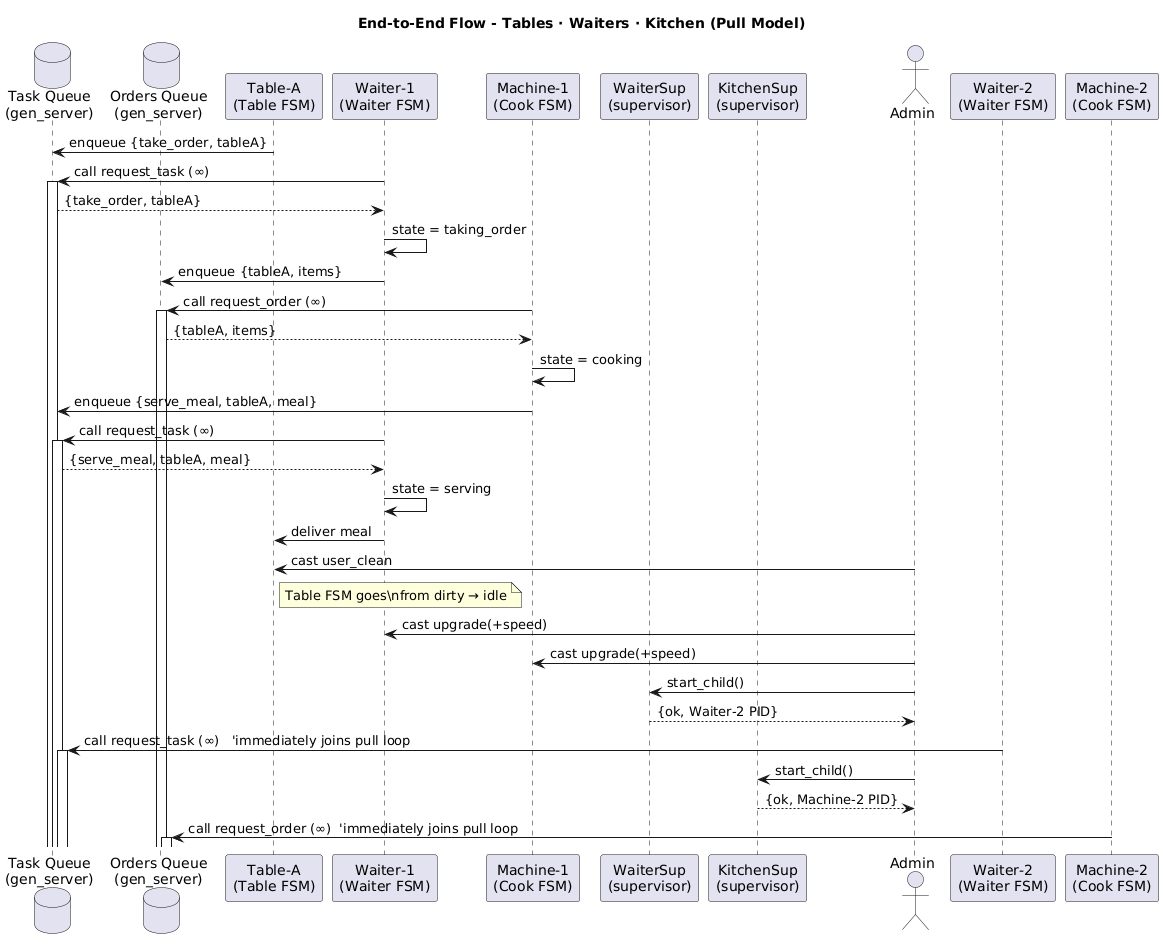 End-to-End Flow - Tables · Waiters · Kitchen (Pull Model)
Task Queue
(gen_server)
Orders Queue
(gen_server)
Table-A
(Table FSM)
Waiter-1
(Waiter FSM)
Machine-1
(Cook FSM)
WaiterSup
(supervisor)
KitchenSup
(supervisor)
Admin
Waiter-2
(Waiter FSM)
Machine-2
(Cook FSM)
enqueue {take_order, tableA}
call request_task (∞)
{take_order, tableA}
state = taking_order
enqueue {tableA, items}
call request_order (∞)
{tableA, items}
state = cooking
enqueue {serve_meal, tableA, meal}
call request_task (∞)
{serve_meal, tableA, meal}
state = serving
deliver meal
cast user_clean
Table FSM goes\nfrom dirty → idle
cast upgrade(+speed)
cast upgrade(+speed)
start_child()
{ok, Waiter-2 PID}
call request_task (∞)   'immediately joins pull loop
start_child()
{ok, Machine-2 PID}
call request_order (∞)  'immediately joins pull loop
Task Queue
(gen_server)
Orders Queue
(gen_server)
Table-A
(Table FSM)
Waiter-1
(Waiter FSM)
Machine-1
(Cook FSM)
WaiterSup
(supervisor)
KitchenSup
(supervisor)
Admin
Waiter-2
(Waiter FSM)
Machine-2
(Cook FSM)